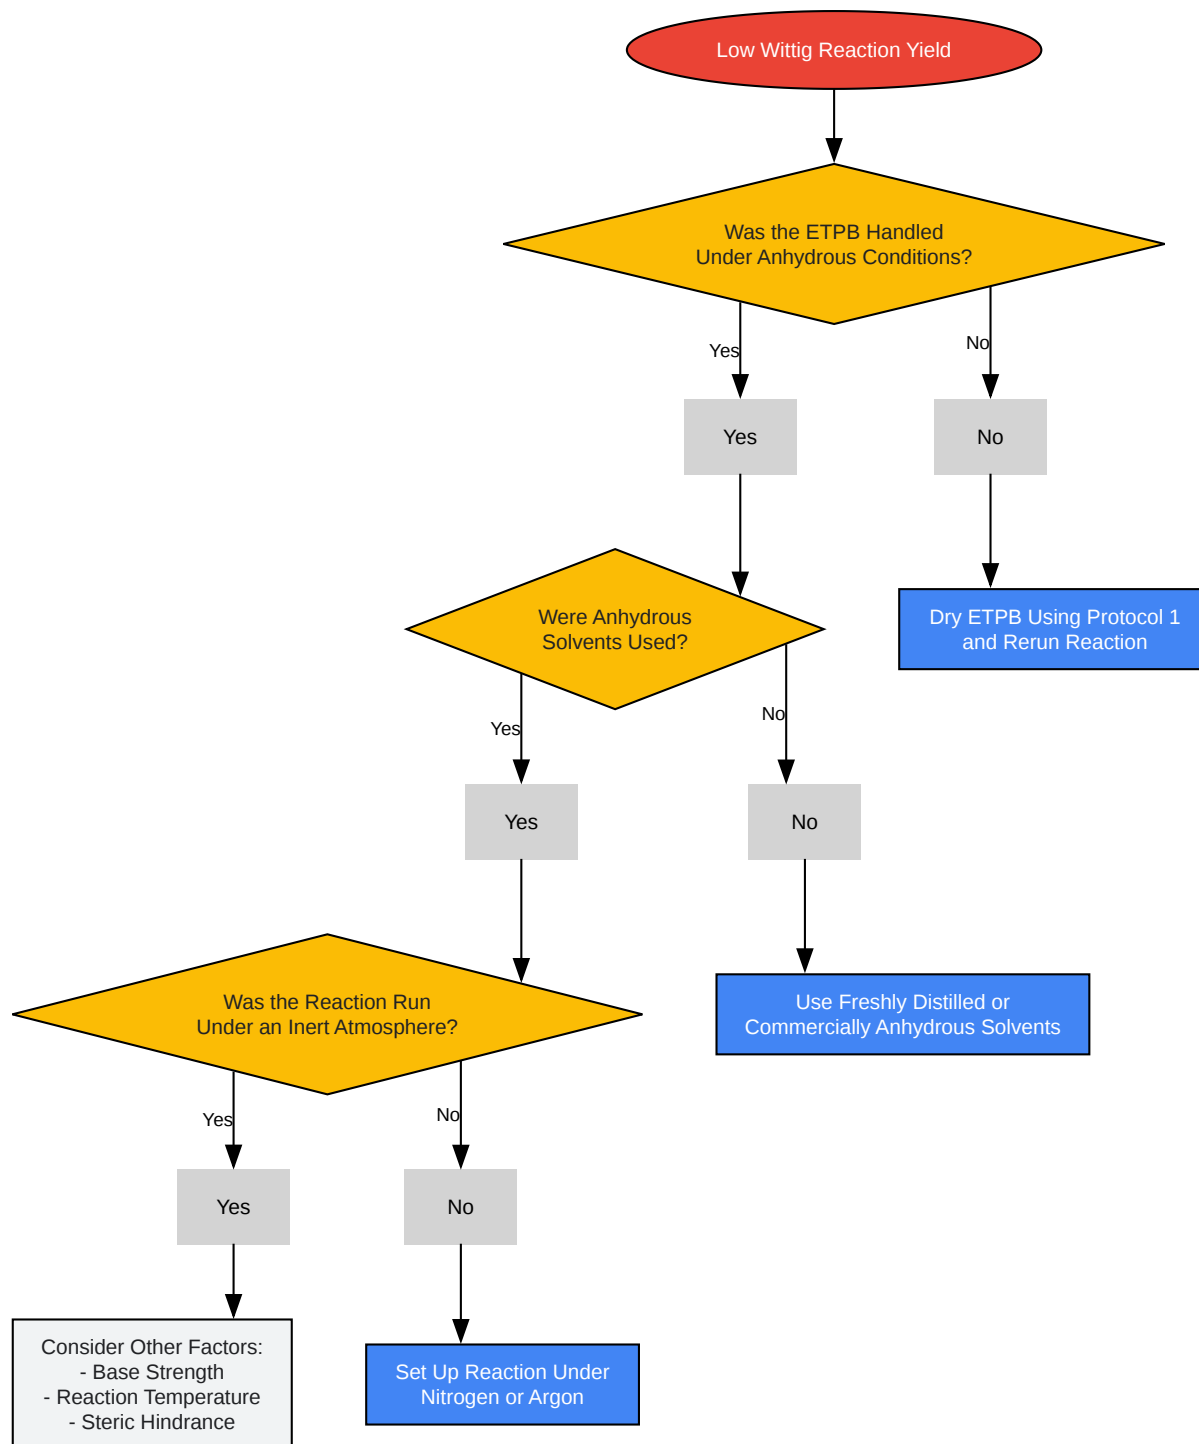 Low Wittig Reaction Yield
Was the ETPB Handled
Under Anhydrous Conditions?
Yes
No
Yes
No
Were Anhydrous
Solvents Used?
Dry ETPB Using Protocol 1
and Rerun Reaction
Yes
No
Yes
No
Was the Reaction Run
Under an Inert Atmosphere?
Use Freshly Distilled or
Commercially Anhydrous Solvents
Yes
No
Yes
No
Consider Other Factors:
- Base Strength
- Reaction Temperature
- Steric Hindrance
Set Up Reaction Under
Nitrogen or Argon